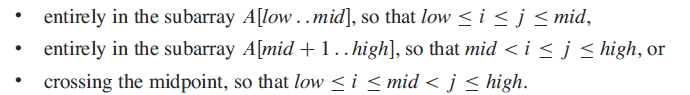 • entirely in the subarray A[low . . mid], so that low ≤ i ≤ j ≤ mid,
• entirely in the subarray A[mid + 1 . . high], so that mid < i ≤ j ≤ high, or
• crossing the midpoint, so that low ≤ i ≤ mid < j ≤ high.